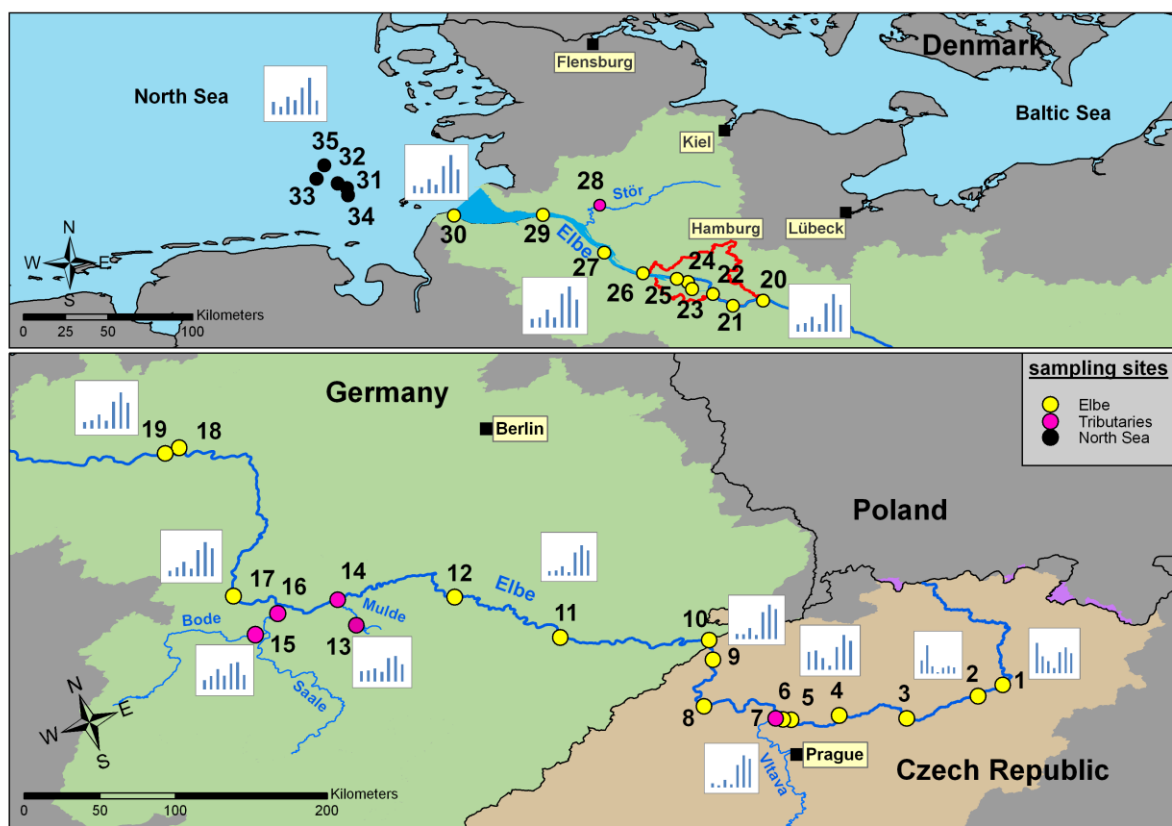 Denmark
Flensburg
North Sea
Baltic Sea
Kiel
35
32
31
33
34
28
Stör
Hamburg
Lübeck
30
29
Elbe
27
24
22
20
26
25
23
21
N
W E
S
Kilometers
0 25 50 100
Germany
sampling sites
Elbe
Tributaries
North Sea
Berlin
19
18
Poland
17
16
14
12
Elbe
Mulde
11
10
Bode
15
13
9
Saale
8
7
6
5
4
3
2
1
Prague
Vltava
Czech Republic
N
W E
S
Kilometers
0 50 100 200